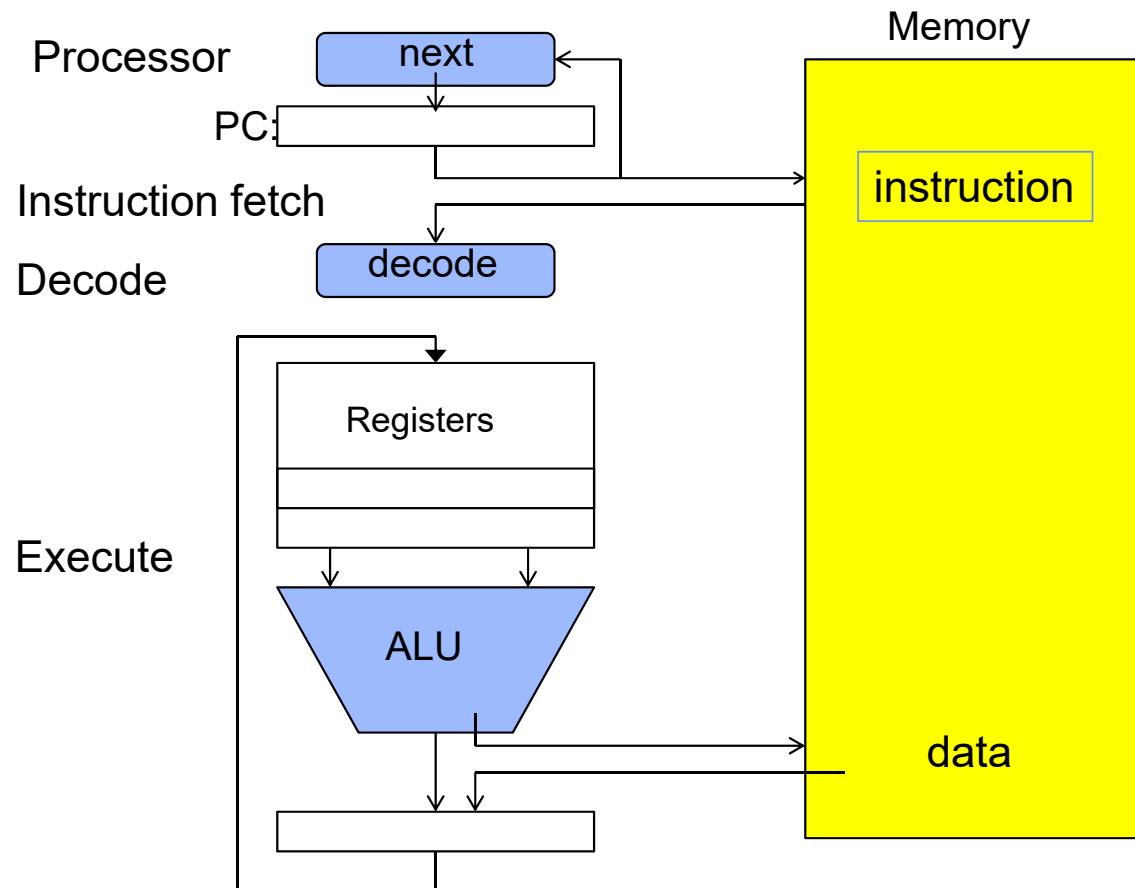 Memory
Processor
next
PC:
instruction
Instruction fetch
decode
Decode
Registers
Execute
ALU
data